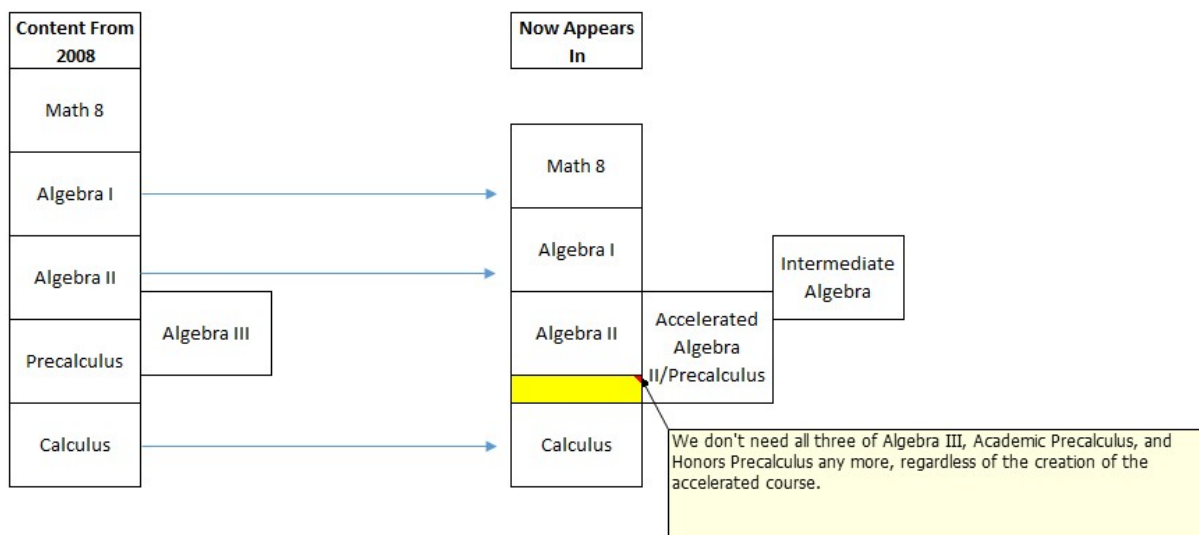 Content From
2008
Math 8
Algebra I
Algebra II
Algebra III
Precalculus
Calculus
Now Appears
In
Math 8
Algebra I
Algebra II
Calculus
Accelerated
Algebra
II/Precalculus
Intermediate
Algebra
We don't need all three of Algebra III, Academic Precalculus, and
Honors Precalculus any more, regardless of the creation of the
accelerated course.